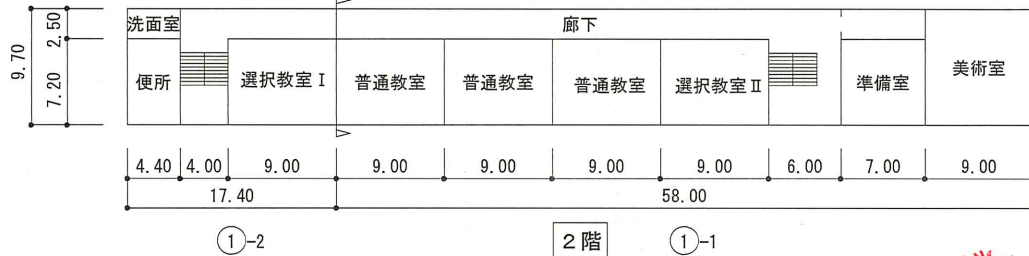 洗面室
廊下
便所
選択教室Ⅰ
普通教室
普通教室
普通教室
選択教室Ⅱ
準備室
美術室
9.70
2.50
7.20
4.40 4.00 9.00 9.00 9.00 9.00 9.00 6.00 7.00 9.00
17.40 58.00
①-2 2階 ①-1